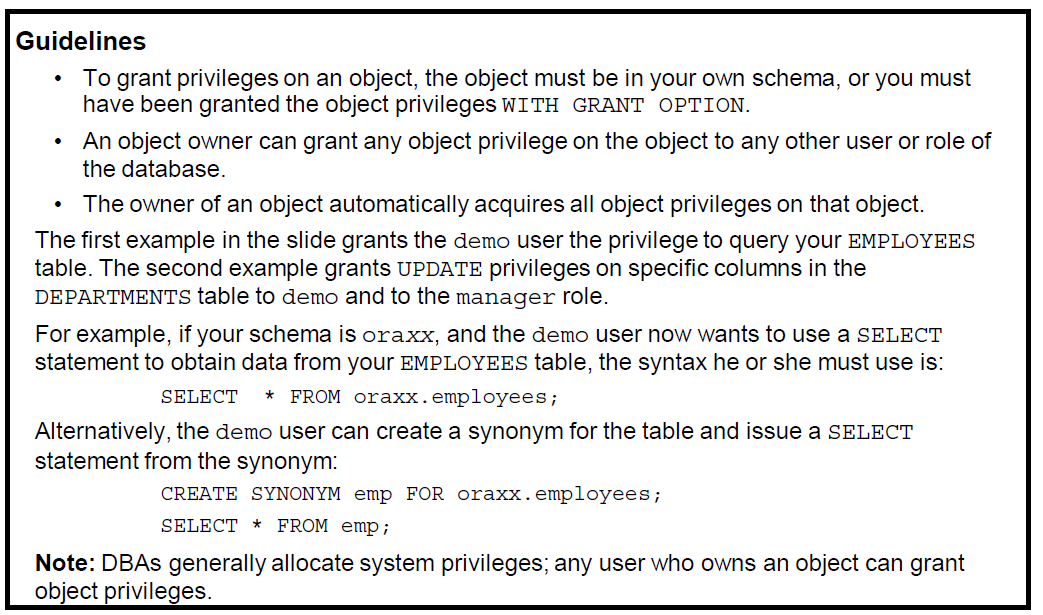 Guidelines
• To grant privileges on an object, the object must be in your own schema, or you must
have been granted the object privileges WITH GRANT OPTION.
• An object owner can grant any object privilege on the object to any other user or role of
the database.
• The owner of an object automatically acquires all object privileges on that object.
The first example in the slide grants the demo user the privilege to query your EMPLOYEES
table. The second example grants UPDATE privileges on specific columns in the
DEPARTMENTS table to demo and to the manager role.
For example, if your schema is oraxx, and the demo user now wants to use a SELECT
statement to obtain data from your EMPLOYEES table, the syntax he or she must use is:
SELECT  * FROM oraxx.employees;
Alternatively, the demo user can create a synonym for the table and issue a SELECT
statement from the synonym:
CREATE SYNONYM emp FOR oraxx.employees;
SELECT * FROM emp;
Note: DBAs generally allocate system privileges; any user who owns an object can grant
object privileges.